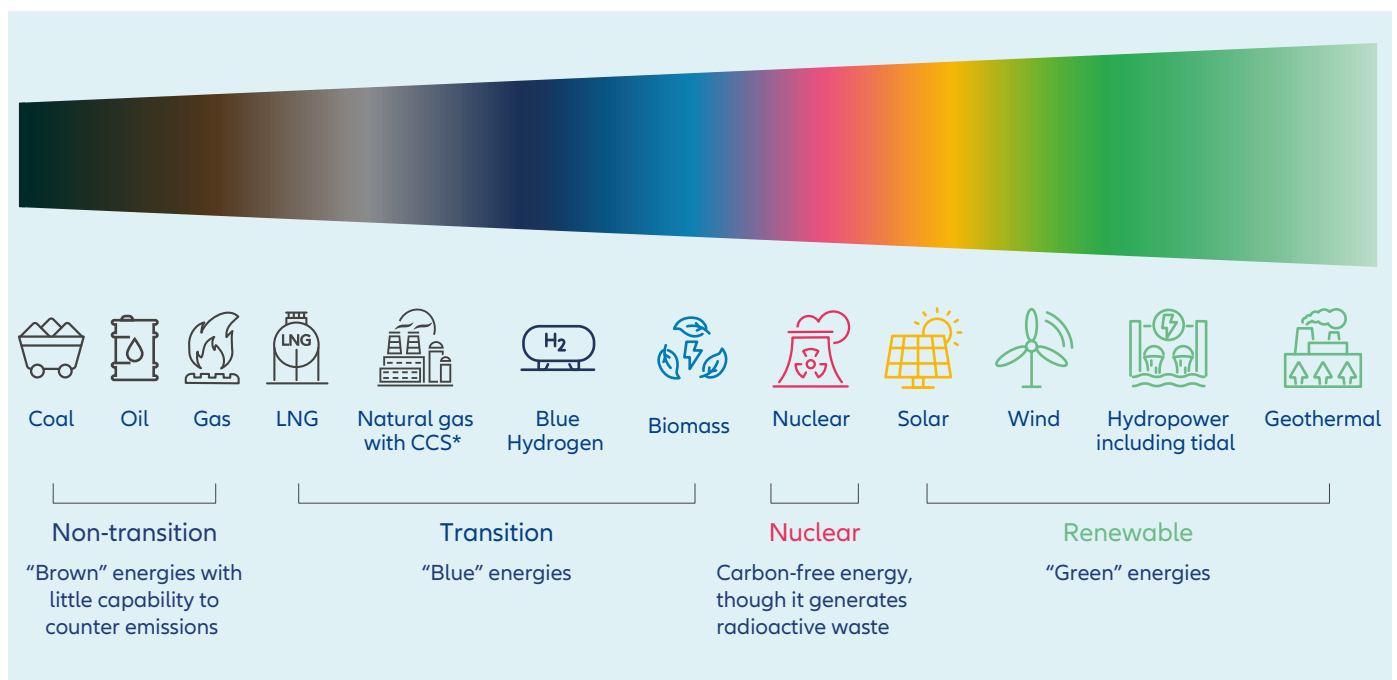 LNG
H₂
Coal
Oil
Gas
LNG
Natural gas
with CCS*
Blue
Hydrogen
Biomass
Nuclear
Solar
Wind
Hydropower
including tidal
Geothermal
Non-transition
“Brown” energies with
little capability to
counter emissions
Transition
“Blue” energies
Nuclear
Carbon-free energy,
though it generates
radioactive waste
Renewable
“Green” energies